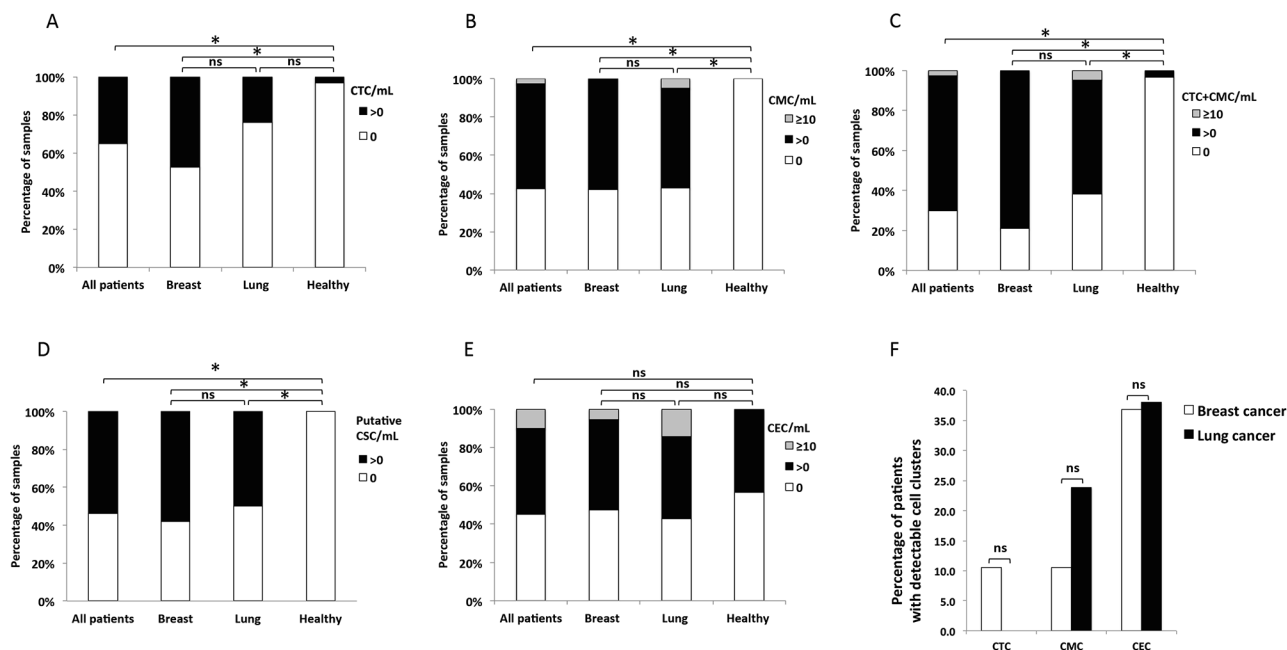 A
*
*
ns
ns
100%
80%
60%
40%
20%
0%
Percentage of samples
CTC/mL
>0
0
All patients
Breast
Lung
Healthy
B
*
*
ns
*
100%
80%
60%
40%
20%
0%
Percentage of samples
CMC/mL
≥10
>0
0
All patients
Breast
Lung
Healthy
C
*
*
ns
*
100%
80%
60%
40%
20%
0%
Percentage of samples
CTC+CMC/mL
≥10
>0
0
All patients
Breast
Lung
Healthy
D
*
*
ns
*
100%
80%
60%
40%
20%
0%
Percentage of samples
Putative
CSC/mL
>0
0
All patients
Breast
Lung
Healthy
E
ns
ns
ns
ns
100%
80%
60%
40%
20%
0%
Percentagle of samples
CEC/mL
≥10
>0
0
All patients
Breast
Lung
Healthy
F
40.0
35.0
30.0
25.0
20.0
15.0
10.0
5.0
0.0
Percentage of patients
with detectable cell clusters
ns
ns
ns
Breast cancer
Lung cancer
CTC
CMC
CEC